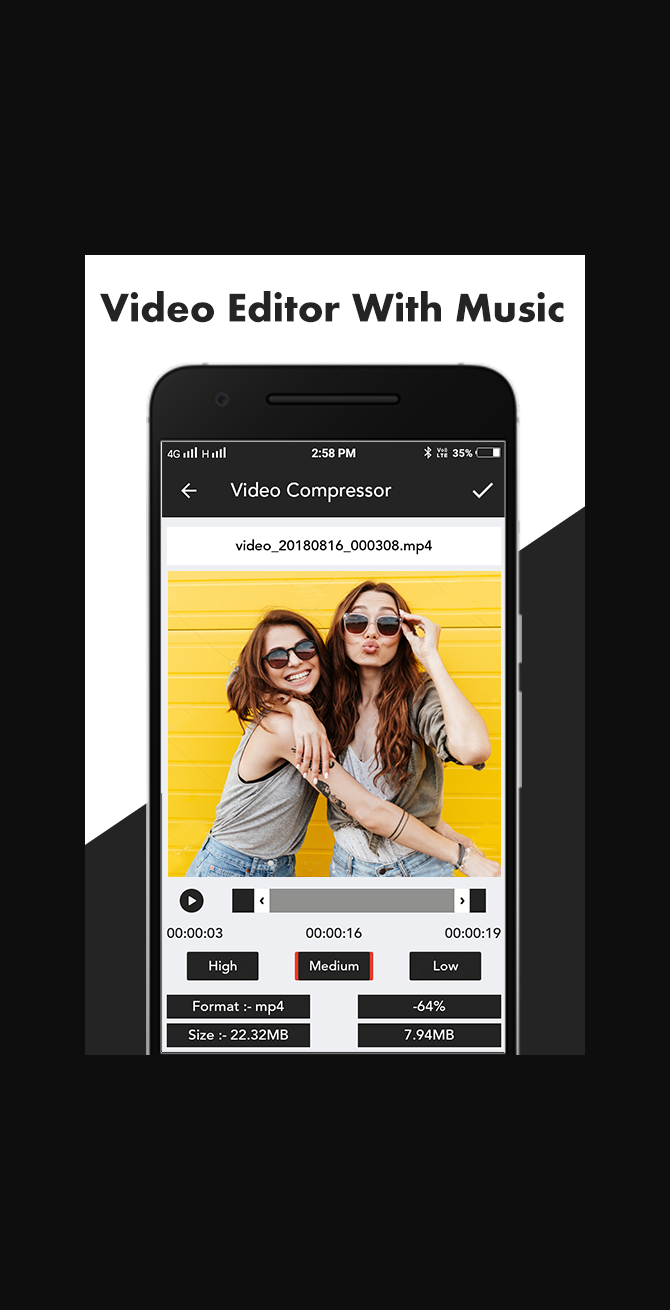 Video Editor With Music
4G H 2:58 PM VoII LTE 35%
Video Compressor
video_20180816_000308.mp4
00:00:03 00:00:16 00:00:19
High Medium Low
Format :- mp4 -64%
Size :- 22.32MB 7.94MB